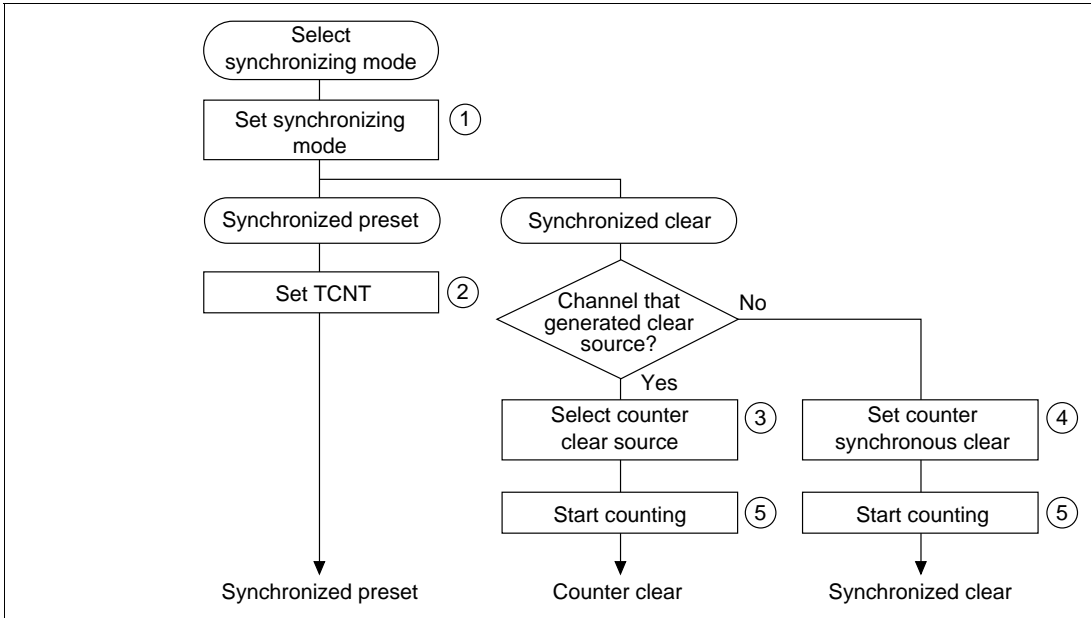 Select
synchronizing mode
Set synchronizing
mode
1
Synchronized preset
Synchronized clear
Set TCNT
2
Channel that
generated clear
source?
No
Yes
Select counter
clear source
3
Set counter
synchronous clear
4
Start counting
5
Start counting
5
Synchronized preset
Counter clear
Synchronized clear